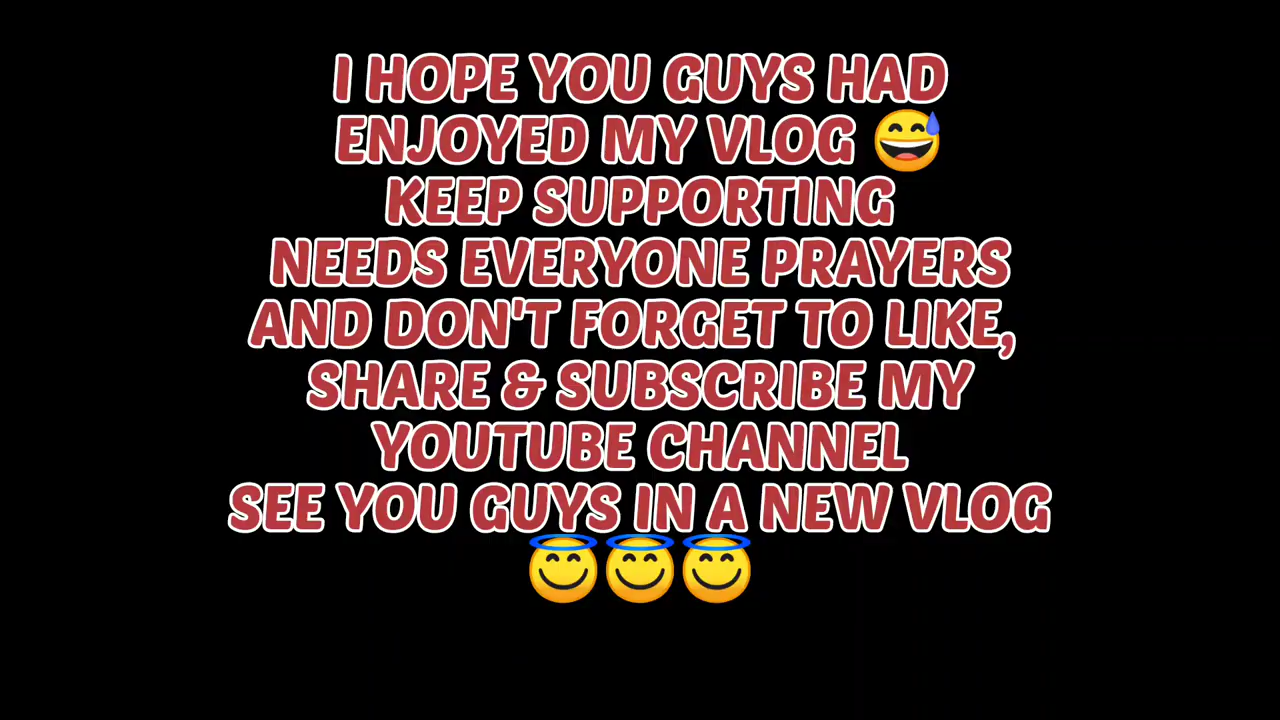 I HOPE YOU GUYS HAD
ENJOYED MY VLOG 😅
KEEP SUPPORTING
NEEDS EVERYONE PRAYERS
AND DON'T FORGET TO LIKE,
SHARE & SUBSCRIBE MY
YOUTUBE CHANNEL
SEE YOU GUYS IN A NEW VLOG
😇😇😇